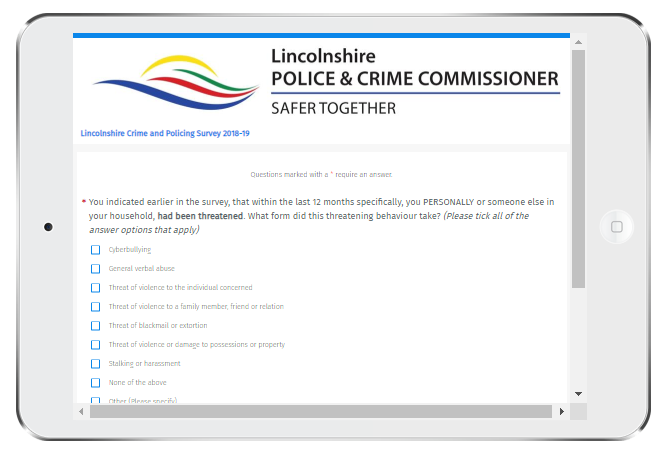 Lincolnshire
POLICE & CRIME COMMISSIONER
SAFER TOGETHER
Lincolnshire Crime and Policing Survey 2018-19
Questions marked with a * require an answer.
* You indicated earlier in the survey, that within the last 12 months specifically, you PERSONALLY or someone else in
your household, had been threatened. What form did this threatening behaviour take? (Please tick all of the
answer options that apply)
Cyberbullying
General verbal abuse
Threat of violence to the individual concerned
Threat of violence to a family member, friend or relation
Threat of blackmail or extortion
Threat of violence or damage to possessions or property
Stalking or harassment
None of the above
Other (Please specify)